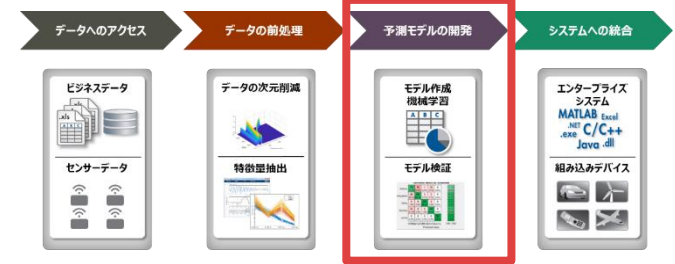 データへのアクセス
データの前処理
予測モデルの開発
システムへの統合
ビジネスデータ
.xls
センサーデータ
データの次元削減
特徴量抽出
モデル作成
機械学習
A B C
モデル検証
エンタープライズ
システム
MATLAB Excel
.NET C/C++
.exe
Java .dll
組み込みデバイス